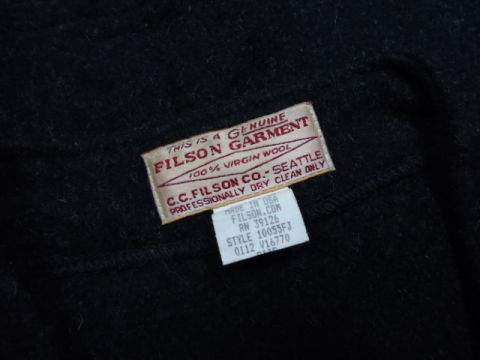 THIS IS A GENUINE
FILSON GARMENT
100% VIRGIN WOOL
C.C. FILSON CO. - SEATTLE
PROFESSIONALLY DRY CLEAN ONLY
MADE IN USA
FILSON.COM
RN 39126
STYLE 10055FJ
0112 V16770